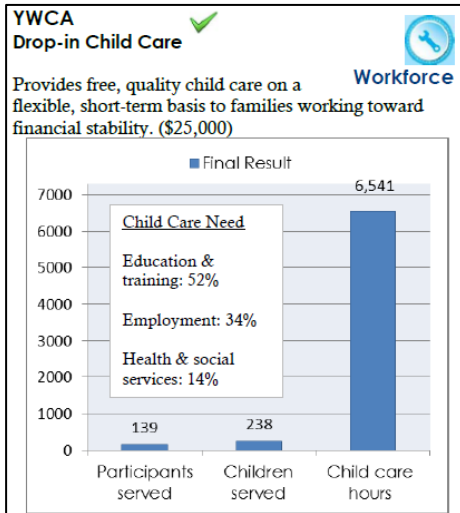 YWCA
Drop-in Child Care
Workforce
Provides free, quality child care on a
flexible, short-term basis to families working toward
financial stability. ($25,000)
Final Result
7000
6000
5000
4000
3000
2000
1000
0
Child Care Need
Education &
training: 52%
Employment: 34%
Health & social
services: 14%
139
238
6,541
Participants
served
Children
served
Child care
hours